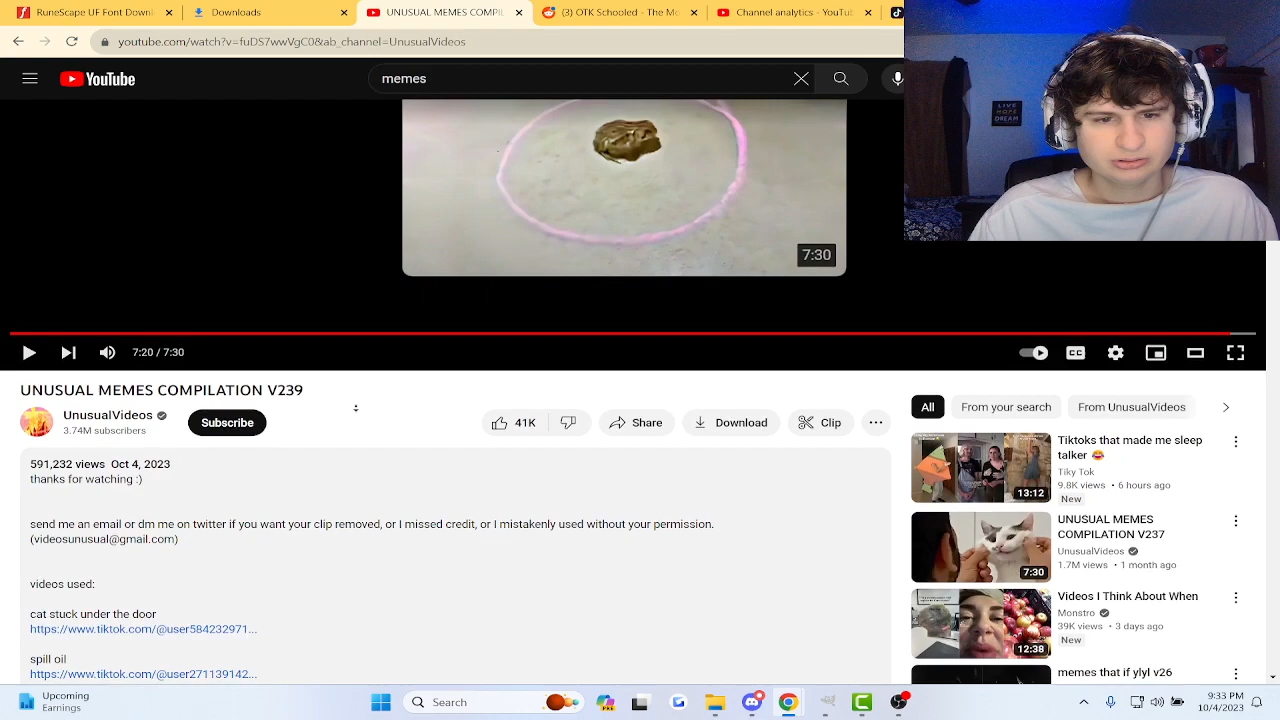 RuneScape UF Font Downl
Downloads
UNUSUAL MEMES COMPIL
(3) OTK Schooled - The Mo
Channel analytics - YouTu
youtube.com/watch?v=fuDS7wwVgC0&ab_channel=UnusualVideos
YouTube
memes
LIVE
HOPE
DREAM
7:30
7:20 / 7:30
CC
UNUSUAL MEMES COMPILATION V239
UnusualVideos
3.74M subscribers
Subscribe
41K
Share
Download
Clip
All
From your search
From UnusualVideos
591,232 views Oct 4, 2023
thanks for watching :)
send me an email or dm me on twitter if you want your clip removed, or I missed credit, or I mistakenly used without your permission.
(videosunusual@gmail.com)
videos used:
cat stuck under the door
https://www.tiktok.com/@user584232971...
spill oil
https://www.tiktok.com/@user271179142...
13:12
Tiktoks that made me sleep
talker 😂
Tiky Tok
9.8K views • 6 hours ago
New
7:30
UNUSUAL MEMES
COMPILATION V237
UnusualVideos
1.7M views • 1 month ago
12:38
Videos I Think About When
Monstro
39K views • 3 days ago
New
memes that if ylyl v26
Upcoming
Earnings
Search
9:33 PM
10/4/2023